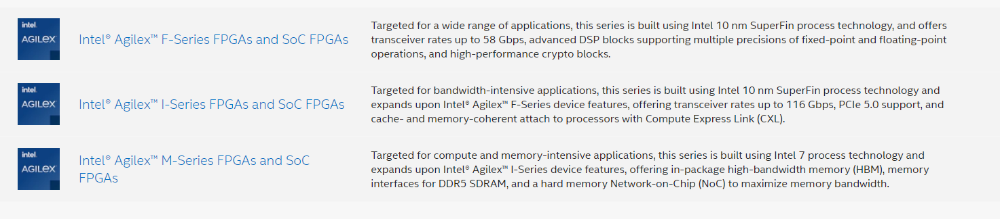 intel
AGILEX
Intel® Agilex™ F-Series FPGAs and SoC FPGAs
Targeted for a wide range of applications, this series is built using Intel 10 nm SuperFin process technology, and offers
transceiver rates up to 58 Gbps, advanced DSP blocks supporting multiple precisions of fixed-point and floating-point
operations, and high-performance crypto blocks.
intel
AGILEX
Intel® Agilex™ I-Series FPGAs and SoC FPGAs
Targeted for bandwidth-intensive applications, this series is built using Intel 10 nm SuperFin process technology and
expands upon Intel® Agilex™ F-Series device features, offering transceiver rates up to 116 Gbps, PCIe 5.0 support, and
cache- and memory-coherent attach to processors with Compute Express Link (CXL).
intel
AGILEX
Intel® Agilex™ M-Series FPGAs and SoC
FPGAs
Targeted for compute and memory-intensive applications, this series is built using Intel 7 process technology and
expands upon Intel® Agilex™ I-Series device features, offering in-package high-bandwidth memory (HBM), memory
interfaces for DDR5 SDRAM, and a hard memory Network-on-Chip (NoC) to maximize memory bandwidth.